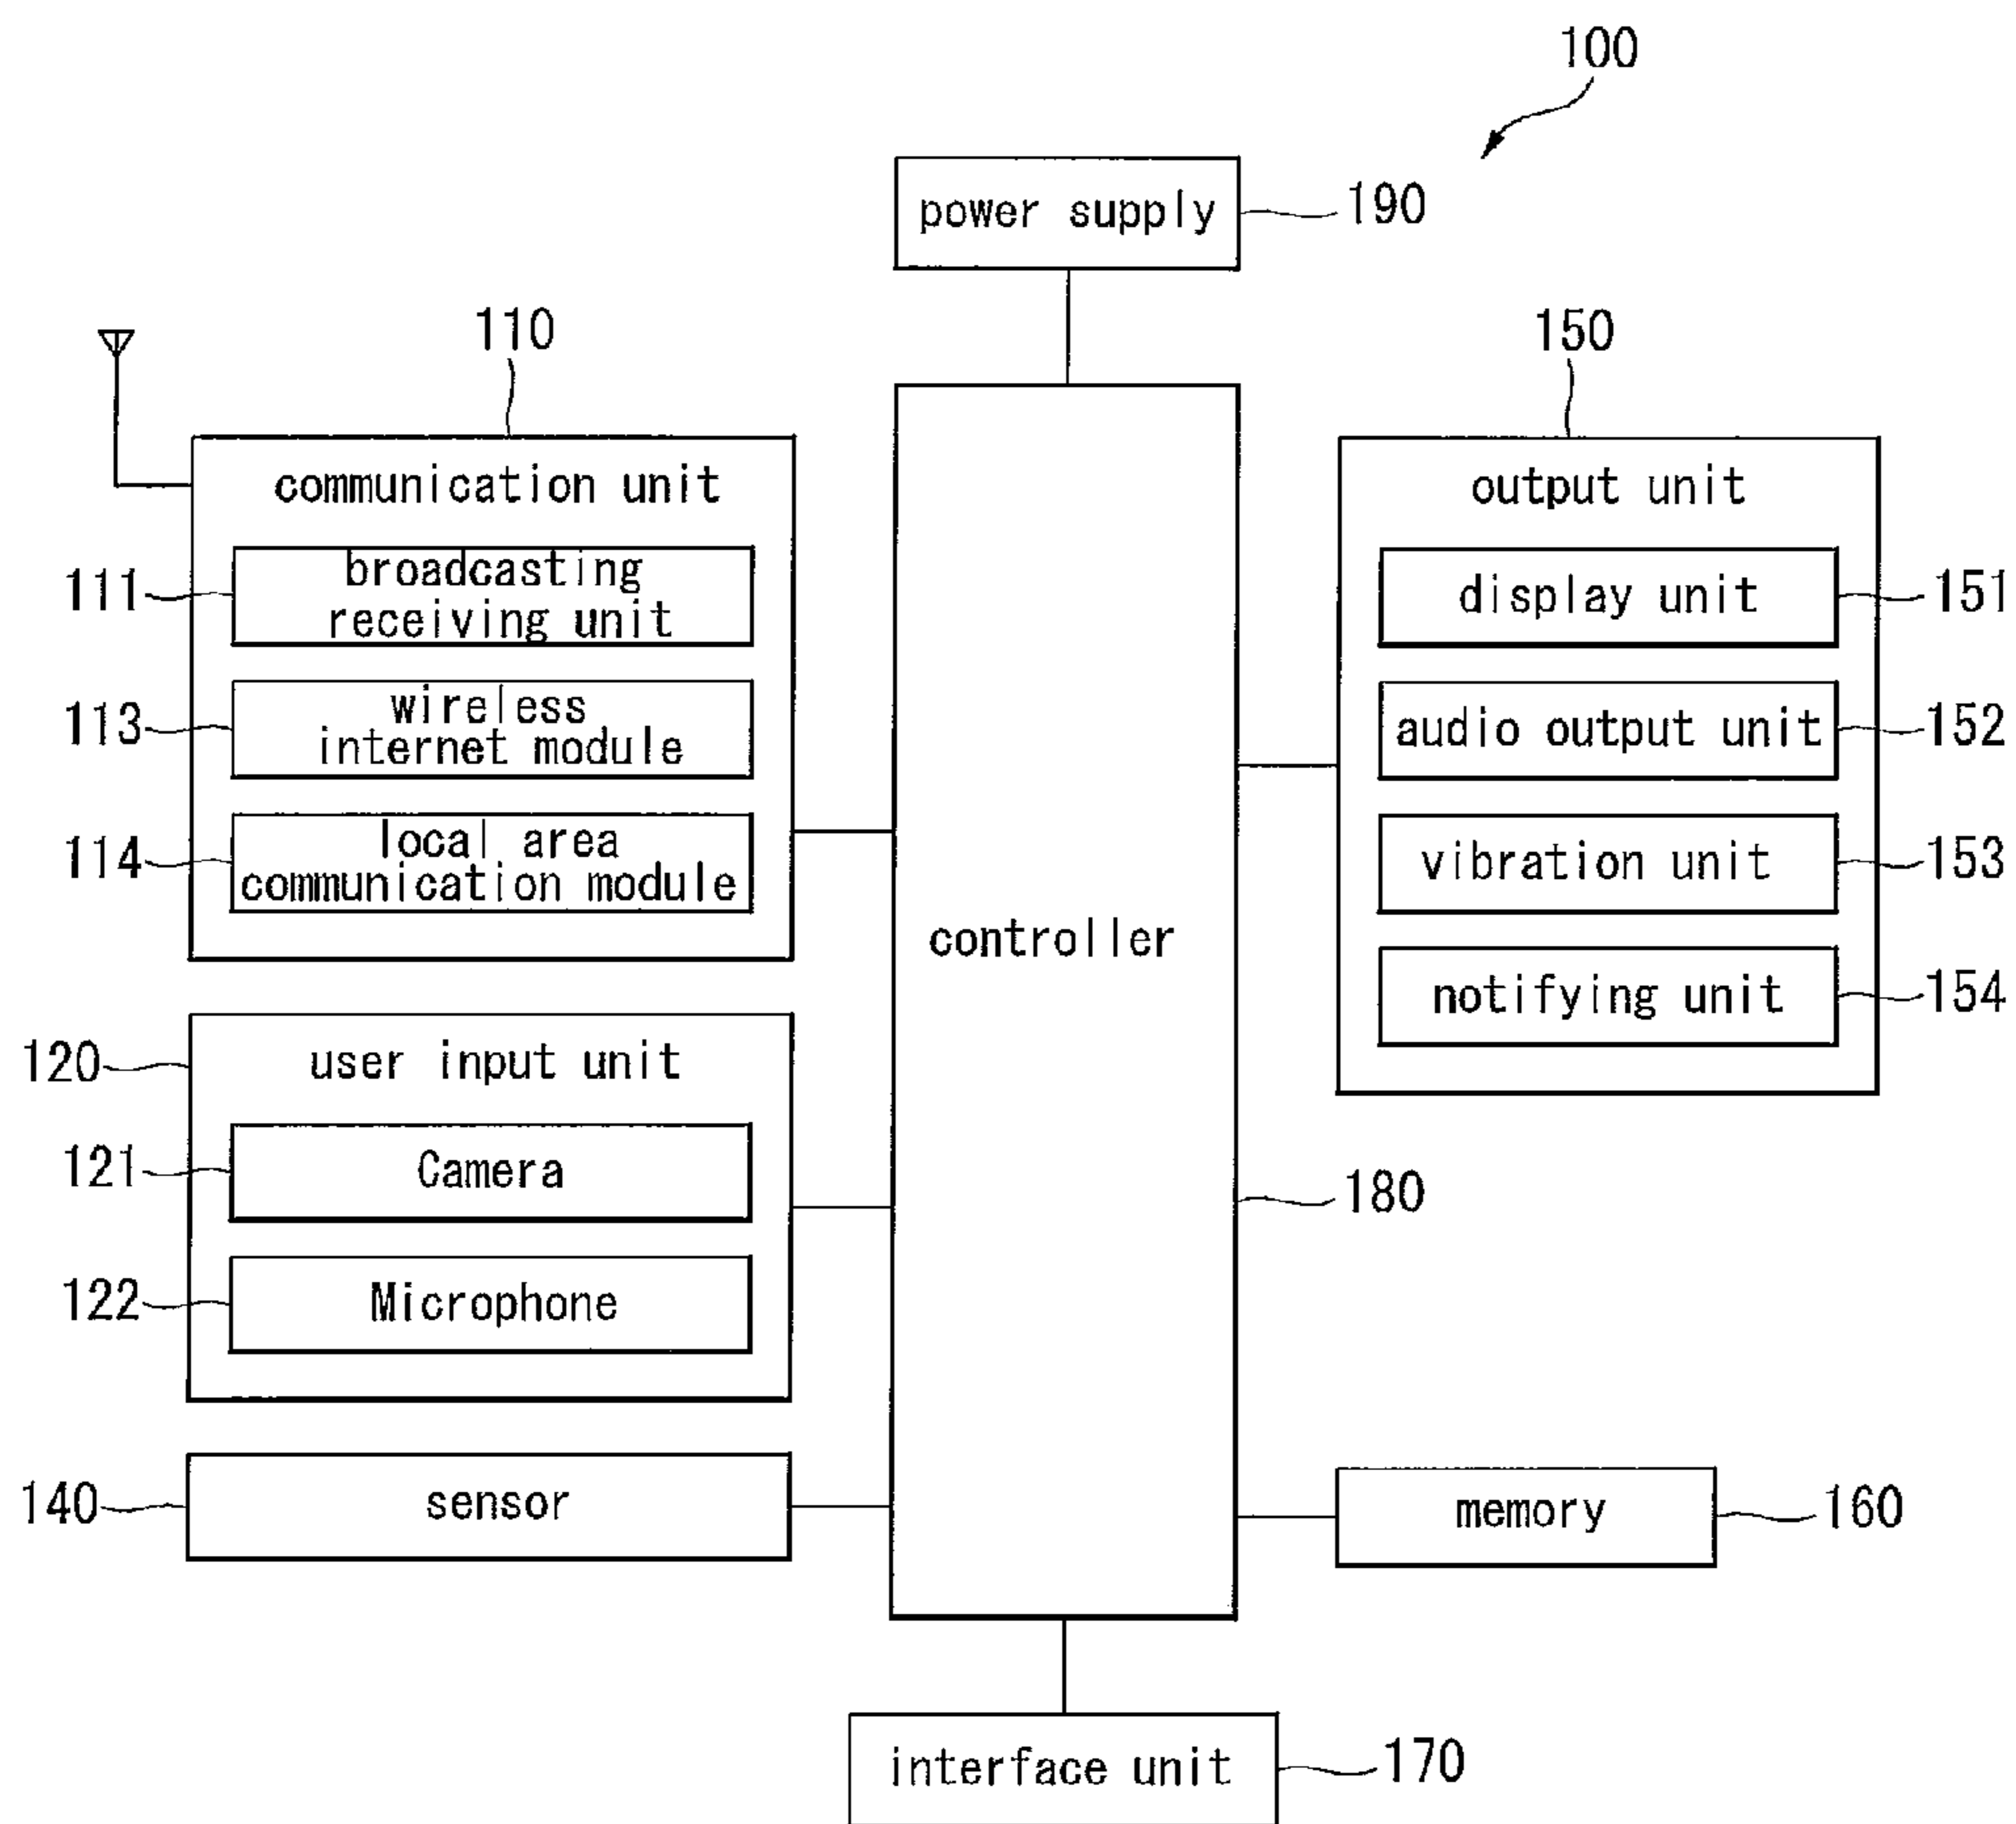 100
power supply
190
110
communication unit
111
broadcasting
receiving unit
113
wireless
internet module
114
local area
communication module
120
user input unit
121
Camera
122
Microphone
140
sensor
controller
180
150
output unit
display unit
151
audio output unit
152
vibration unit
153
notifying unit
154
memory
160
interface unit
170